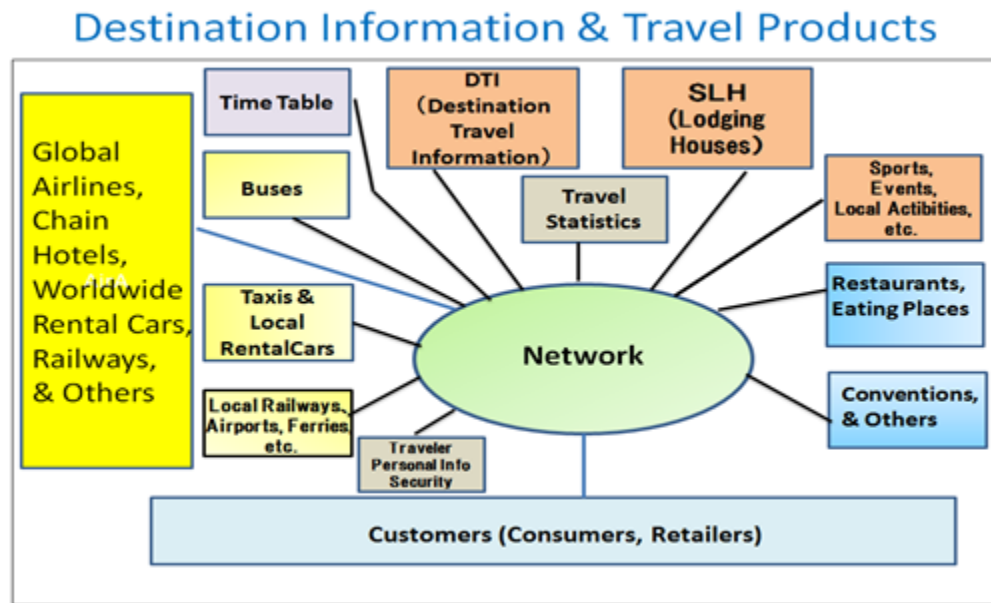 Destination Information & Travel Products
Global
Airlines,
Chain
Hotels,
Worldwide
Rental Cars,
Railways,
& Others
Time Table
Buses
Taxis &
Local
RentalCars
Local Railways,
Airports, Ferries,
etc.
DTI
(Destination
Travel
Information)
SLH
(Lodging
Houses)
Travel
Statistics
Sports,
Events,
Local Actibities,
etc.
Restaurants,
Eating Places
Conventions,
& Others
Network
Traveler
Personal Info
Security
Customers (Consumers, Retailers)